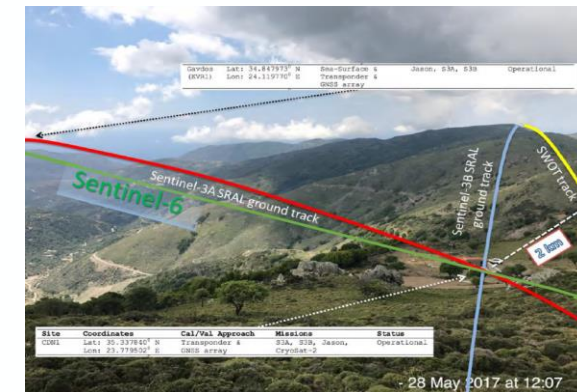 Gavdos Lat: 34.847973° N Sea-Surface & Jason, S3A, S3B Operational
(KVR1) Lon: 24.119770° E Transponder &
GNSS array
Sentinel-6
Sentinel-3A SRAL ground track
Sentinel-3B SRAL
ground track
SWOT track
2 km
Site Coordinates Cal/Val Approach Missions Status
CDN1 Lat: 35.337840° N Transponder & S3A, S3B, Jason, Operational
Lon: 23.779502° E GNSS array CryoSat-2
- 28 May 2017 at 12:07